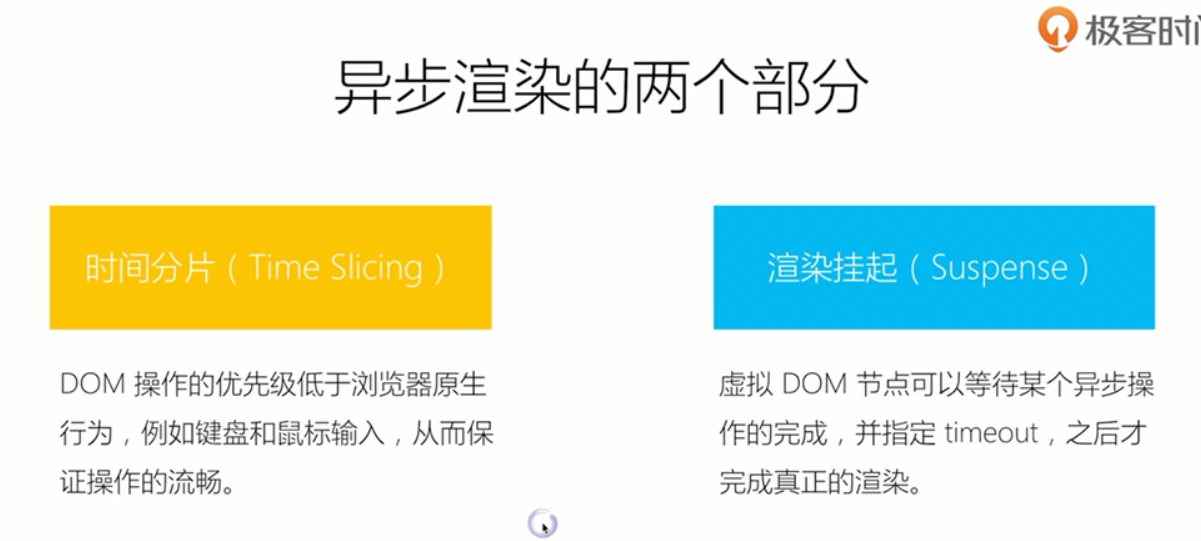 极客时间
异步渲染的两个部分
时间分片（Time Slicing）
渲染挂起（Suspense）
DOM 操作的优先级低于浏览器原生
行为，例如键盘和鼠标输入，从而保
证操作的流畅。
虚拟 DOM 节点可以等待某个异步操
作的完成，并指定 timeout，之后才
完成真正的渲染。